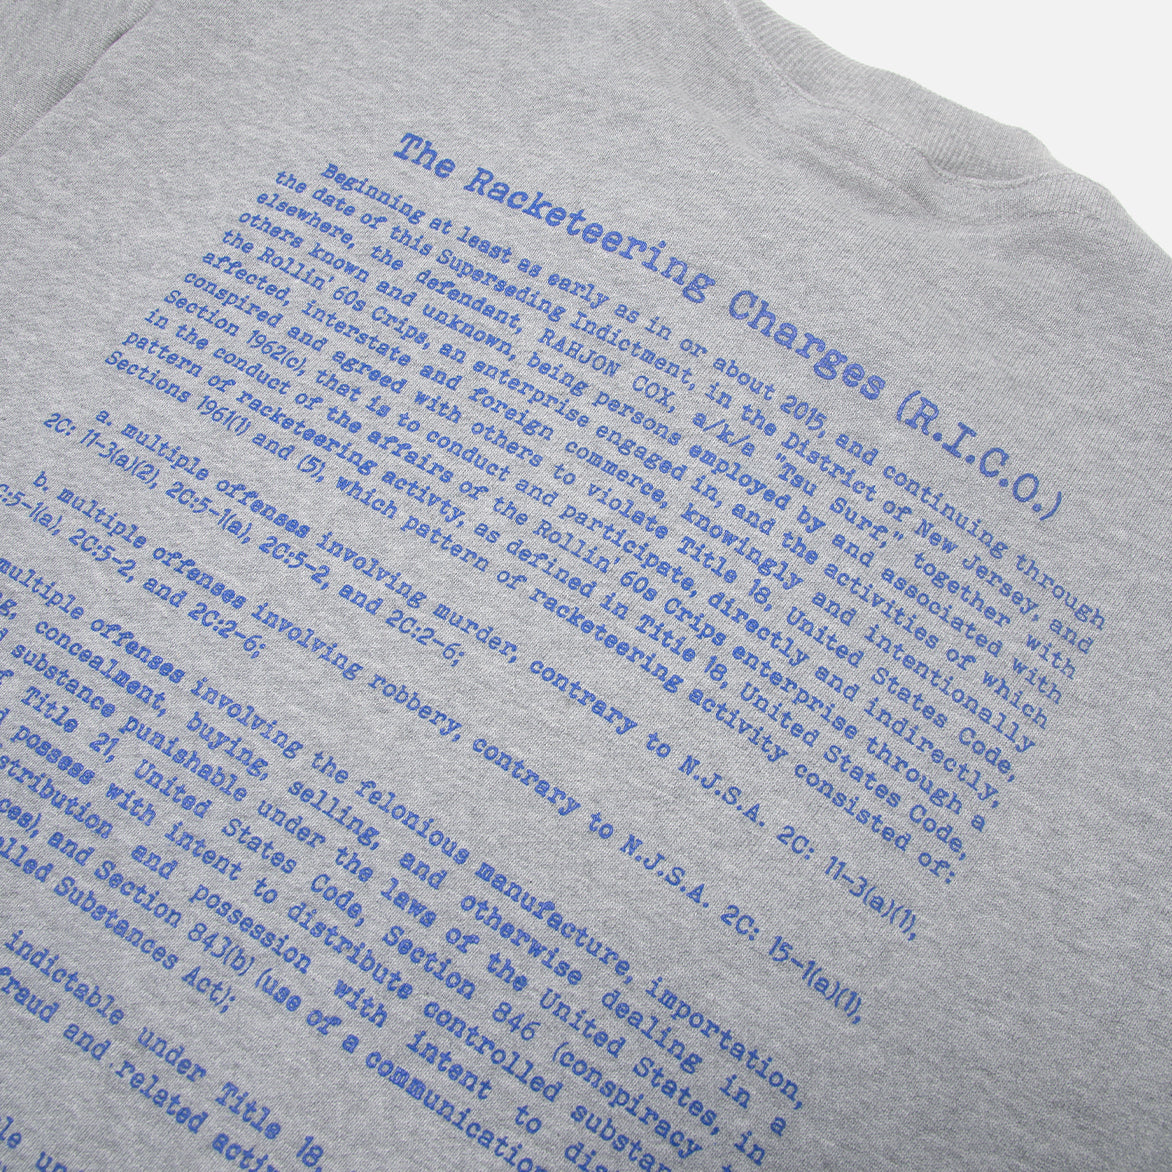 The Racketeering Charges (R.I.C.O.)
Beginning at least as early as in or about 2015, and continuing through
the date of this Superseding Indictment, in the District of New Jersey, and
elsewhere, the defendant, RAHJON COX, a/k/a "Tsu Surf," together with
others known and unknown, being persons employed by and associated with
the Rollin' 60s Crips, an enterprise engaged in, and the activities of which
affected, interstate and foreign commerce, knowingly and intentionally
conspired and agreed with others to violate Title 18, United States Code,
Section 1962(c), that is to conduct and participate, directly and indirectly,
in the conduct of the affairs of the Rollin' 60s Crips enterprise through a
pattern of racketeering activty, as defined in Title 18, United States Code,
Sections 1961(1) and (5), which pattern of racketeering activity consisted of:
a. multiple offenses involving murder, contrary to N.J.S.A. 2C: 11-3(a)(1),
2C: 11-3(a)(2), 2C:5-1(a), 2C:5-2, and 2C:2-6;
b. multiple offenses involving robbery, contrary to N.J.S.A. 2C: 15-1(a)(1),
C:5-1(a), 2C:5-2, and 2C:2-6;
multiple offenses involving the felonious manufacture, importation,
concealment, buying, selling, and otherwise dealing in a
substance punishable under the laws of the United States, in
Title 21, United States Code, Section 846 (conspiracy
possess with intent to distribute controlled substan
stribution and possession with intent to dis
ces), and Section 843(b) (use of a communication
lled Substances Act);
indictable under Title 18,
fraud and related activ